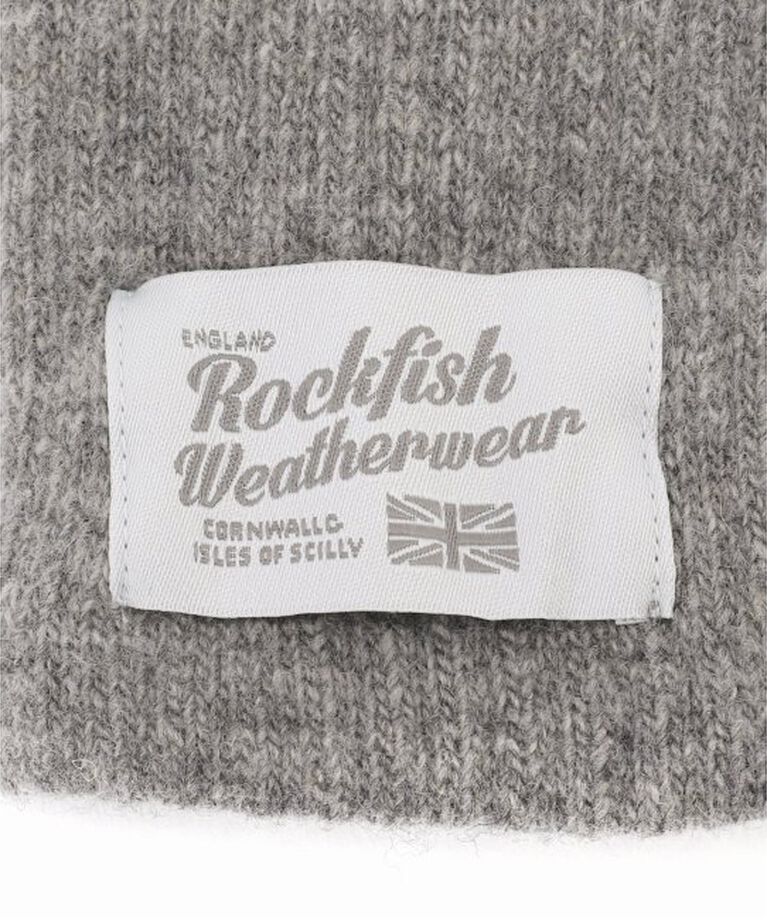 ENGLAND
Rockfish
Weatherwear
CORNWALL &
ISLES OF SCILLY